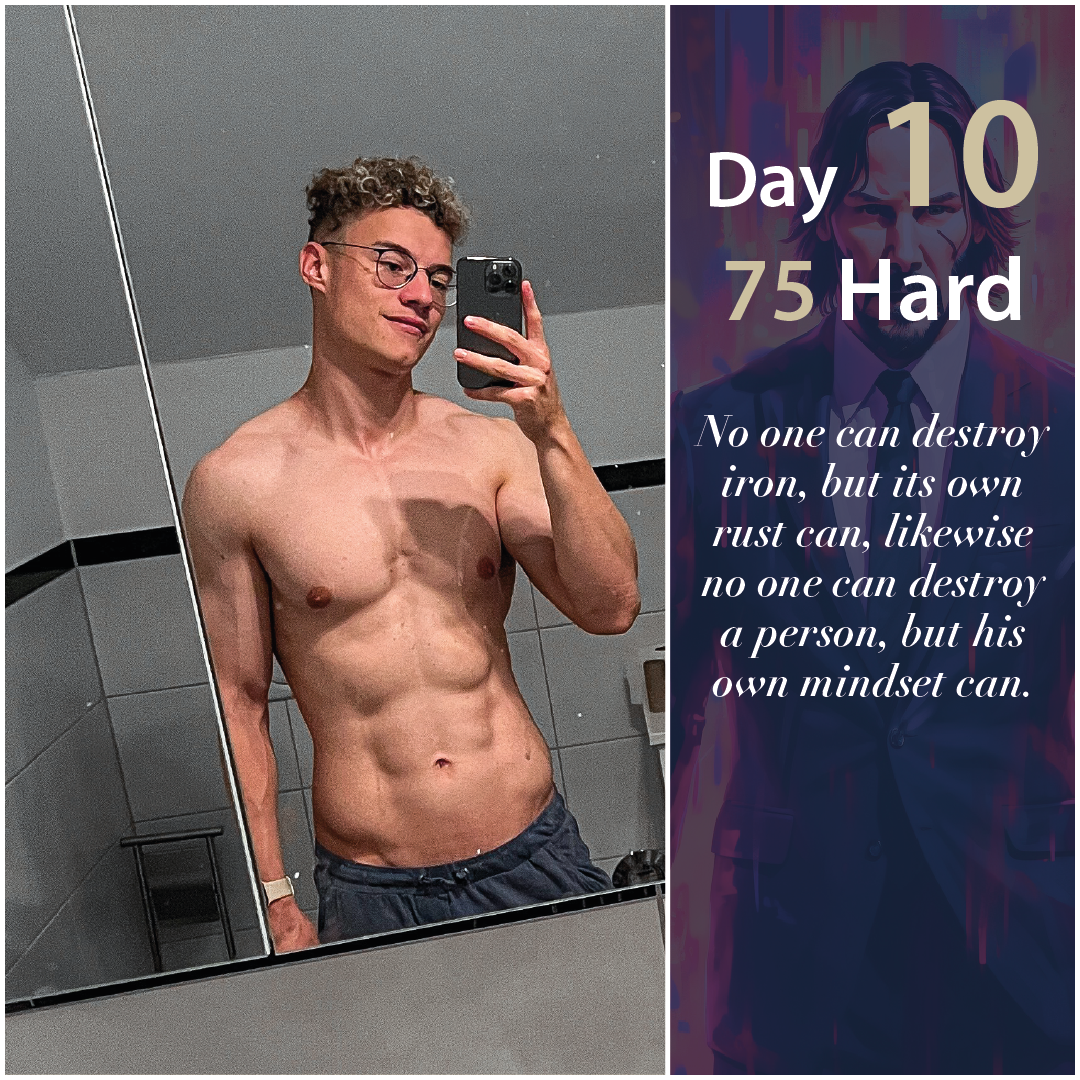 Day 10
75 Hard
No one can destroy
iron, but its own
rust can, likewise
no one can destroy
a person, but his
own mindset can.